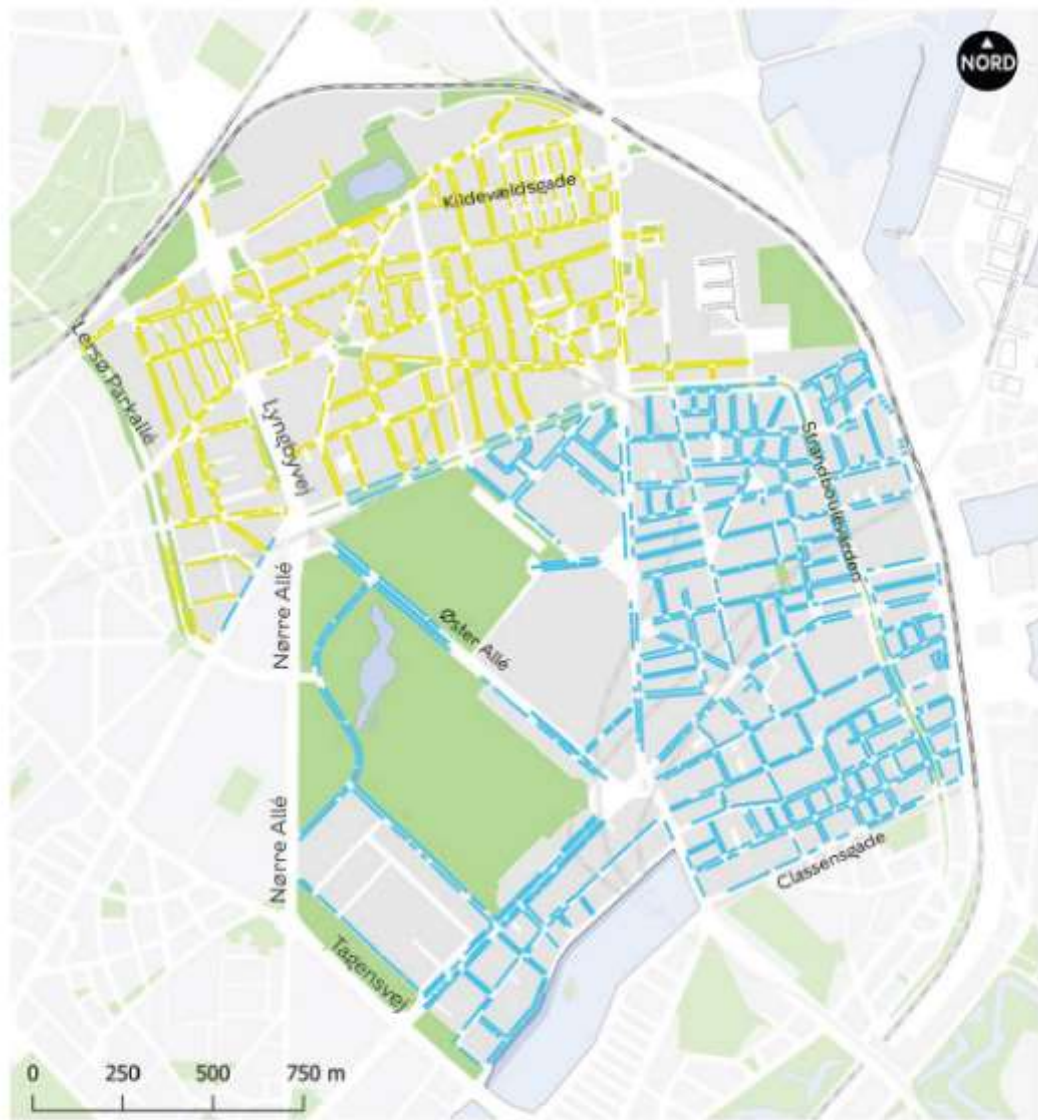 NORD
Kildevældsgade
Lersø Parkallé
Lyngbyvej
Strandboulevarden
Nørre Allé
Øster Allé
Nørre Allé
Classensgade
Tagensvej
0 250 500 750 m